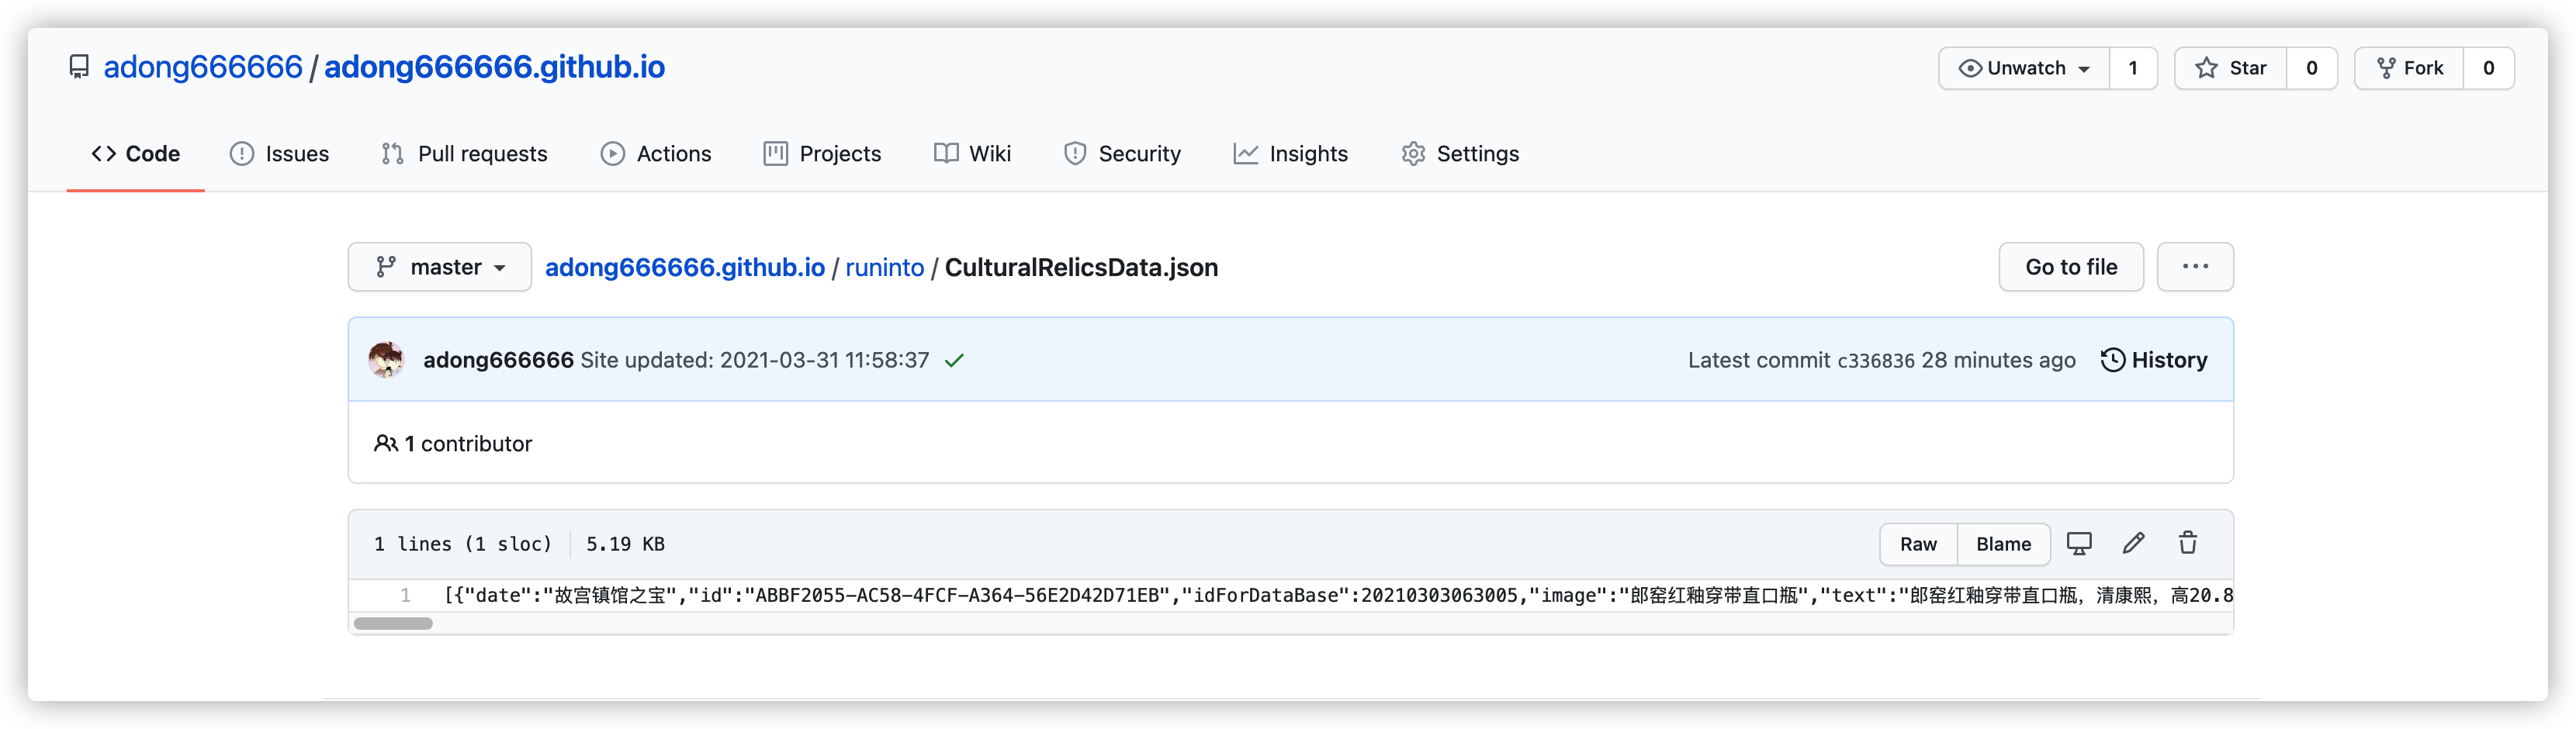 adong666666 / adong666666.github.io Unwatch 1 Star 0 Fork 0
Code Issues Pull requests Actions Projects Wiki Security Insights Settings
master adong666666.github.io / runinto / CulturalRelicsData.json Go to file ...
adong666666 Site updated: 2021-03-31 11:58:37 Latest commit c336836 28 minutes ago History
1 contributor
1 lines (1 sloc) 5.19 KB Raw Blame
1 [{"date":"故宫镇馆之宝","id":"ABBF2055-AC58-4FCF-A364-56E2D42D71EB","idForDataBase":20210303063005,"image":"郎窑红釉穿带直口瓶","text":"郎窑红釉穿带直口瓶，清康熙，高20.8